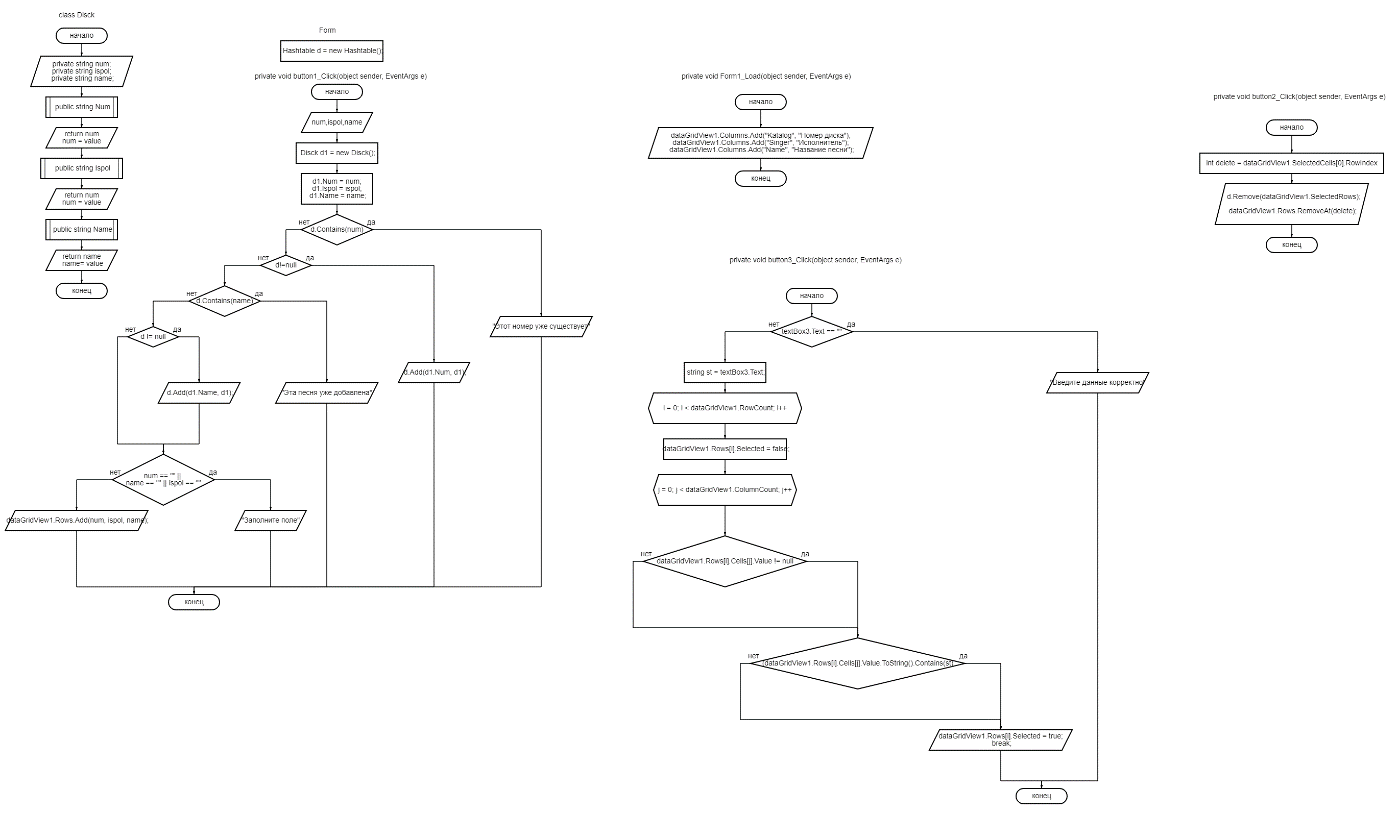 class Disck
начало
private string num;
private string ispol;
private string name;
public string Num
return num
num = value
public string Ispol
return num
num = value
public string Name
return name
name= value
конец
Form
Hashtable d = new Hashtable();
private void button1_Click(object sender, EventArgs e)
начало
num,ispol,name
Disck d1 = new Disck();
d1.Num = num;
d1.Ispol = ispol;
d1.Name = name;
нет
да
d.Contains(num)
нет
да
d!=null
нет
да
d.Contains(name)
нет
да
d != null
"Этот номер уже существует"
d.Add(d1.Num, d1)
d.Add(d1.Name, d1);
"Эта песня уже добавлена"
нет
да
num == "" ||
name == "" || ispol == ""
dataGridView1.Rows.Add(num, ispol, name);
"Заполните поле"
конец
private void Form1_Load(object sender, EventArgs e)
начало
dataGridView1.Columns.Add("Katalog", "Номер диска");
dataGridView1.Columns.Add("Singer", "Исполнитель");
dataGridView1.Columns.Add("Name", "Название песни");
конец
private void button3_Click(object sender, EventArgs e)
начало
нет
да
textBox3.Text == ""
string st = textBox3.Text;
"Введите данные корректно"
i = 0; i < dataGridView1.RowCount; i++
dataGridView1.Rows[i].Selected = false;
j = 0; j < dataGridView1.ColumnCount; j++
нет
да
dataGridView1.Rows[i].Cells[j].Value != null
нет
да
(dataGridView1.Rows[i].Cells[j].Value.ToString().Contains(st)
dataGridView1.Rows[i].Selected = true;
break;
конец
private void button2_Click(object sender, EventArgs e)
начало
int delete = dataGridView1.SelectedCells[0].RowIndex
d.Remove(dataGridView1.SelectedRows);
dataGridView1.Rows.RemoveAt(delete);
конец